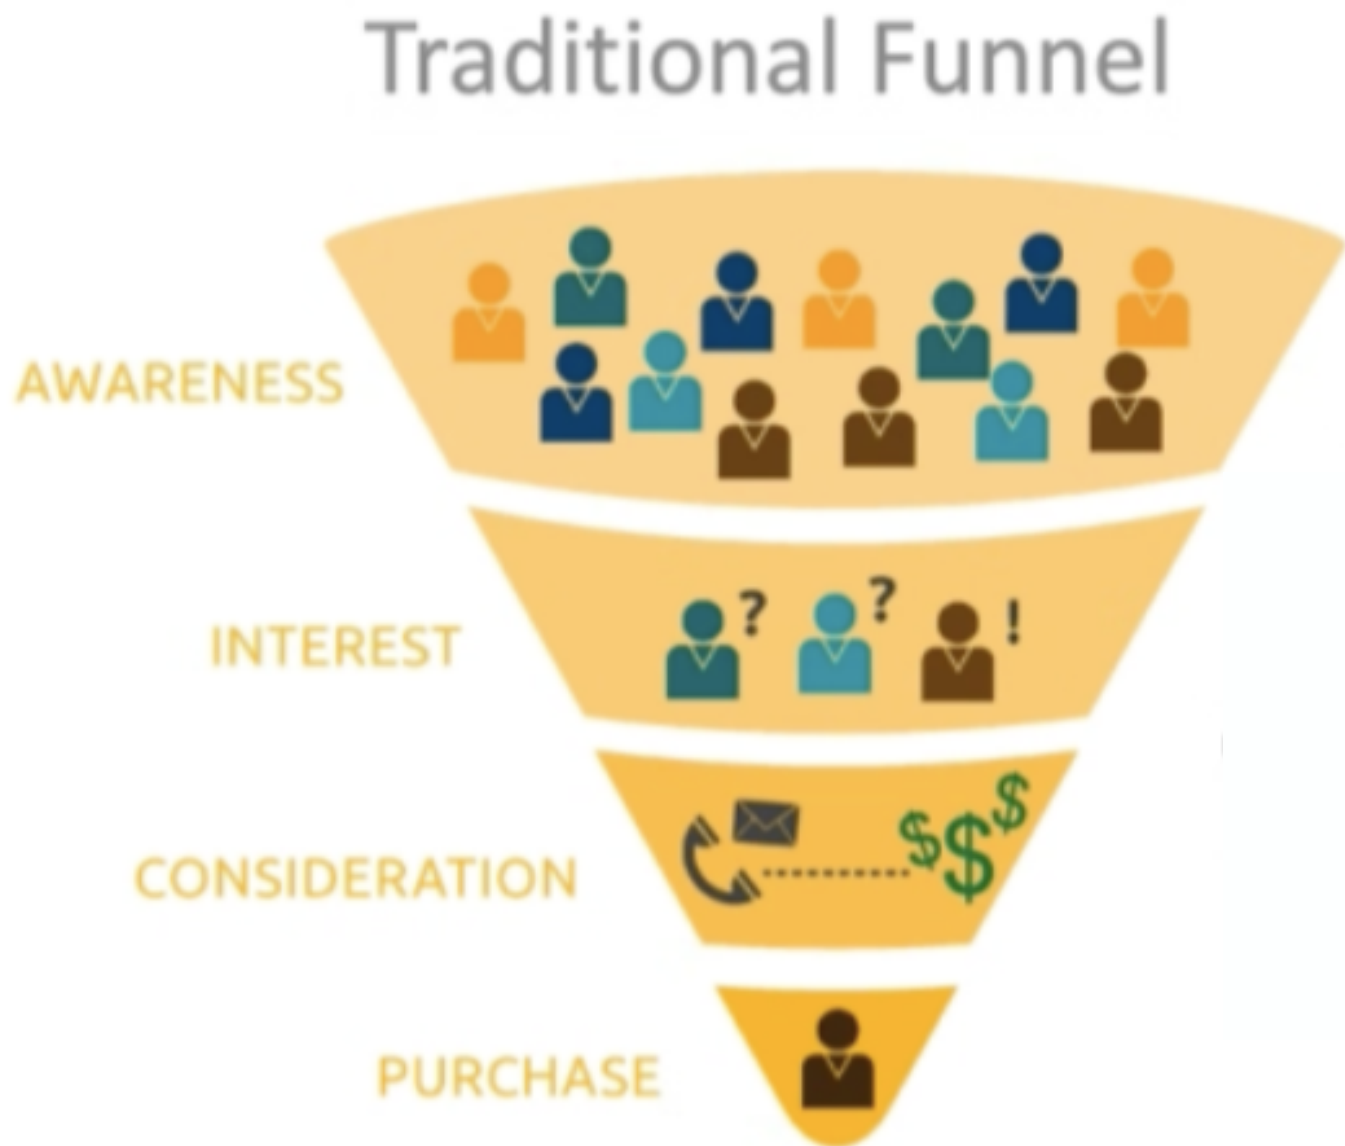 Traditional Funnel
AWARENESS
? ? !
INTEREST
$ $ $
CONSIDERATION
PURCHASE